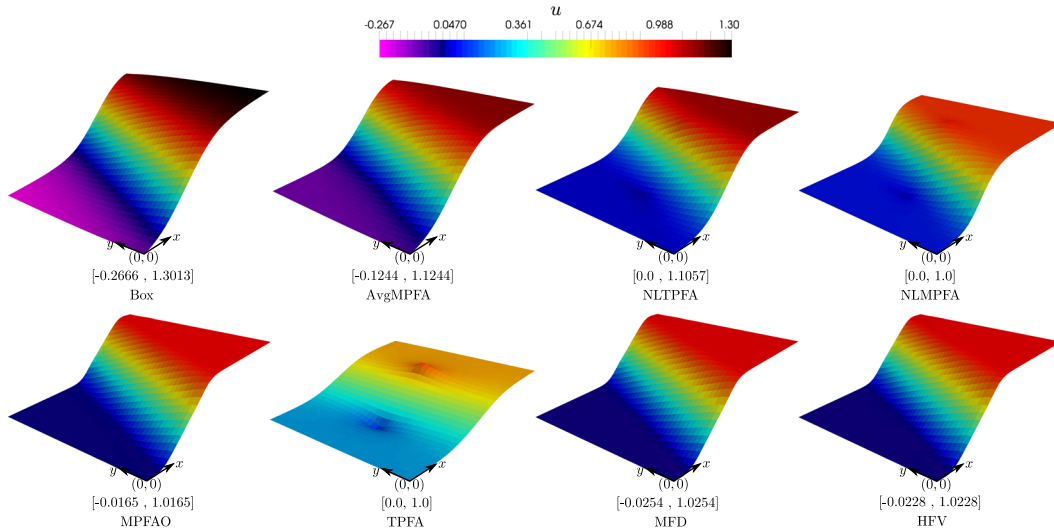 u
-0.267 0.0470 0.361 0.674 0.988 1.30
y x y x y x y x
(0, 0) (0, 0) (0, 0) (0, 0)
[-0.2666 , 1.3013] [-0.1244 , 1.1244] [0.0 , 1.1057] [0.0, 1.0]
Box AvgMPFA NLTPFA NLMPFA
y x y x y x y x
(0, 0) (0, 0) (0, 0) (0, 0)
[-0.0165 , 1.0165] [0.0, 1.0] [-0.0254 , 1.0254] [-0.0228 , 1.0228]
MPFAO TPFA MFD HFV